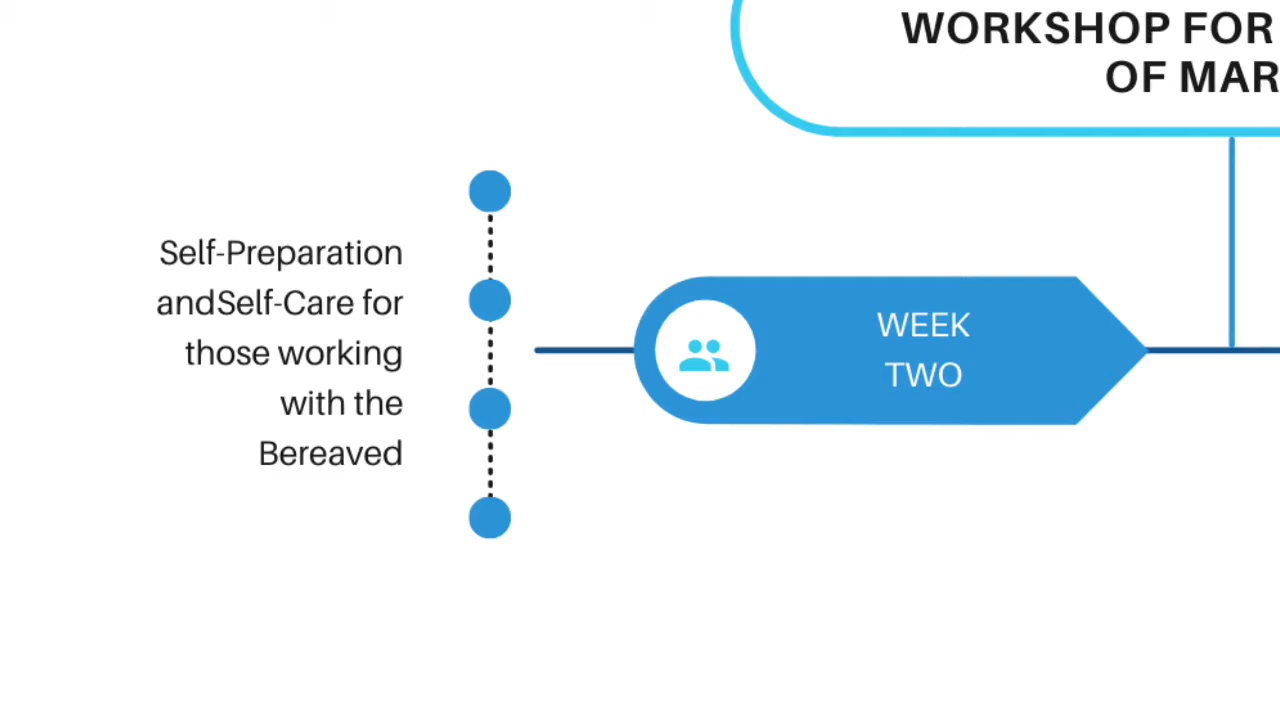 WORKSHOP FOR
OF MAR
Self-Preparation
andSelf-Care for
those working
with the
Bereaved
WEEK
TWO